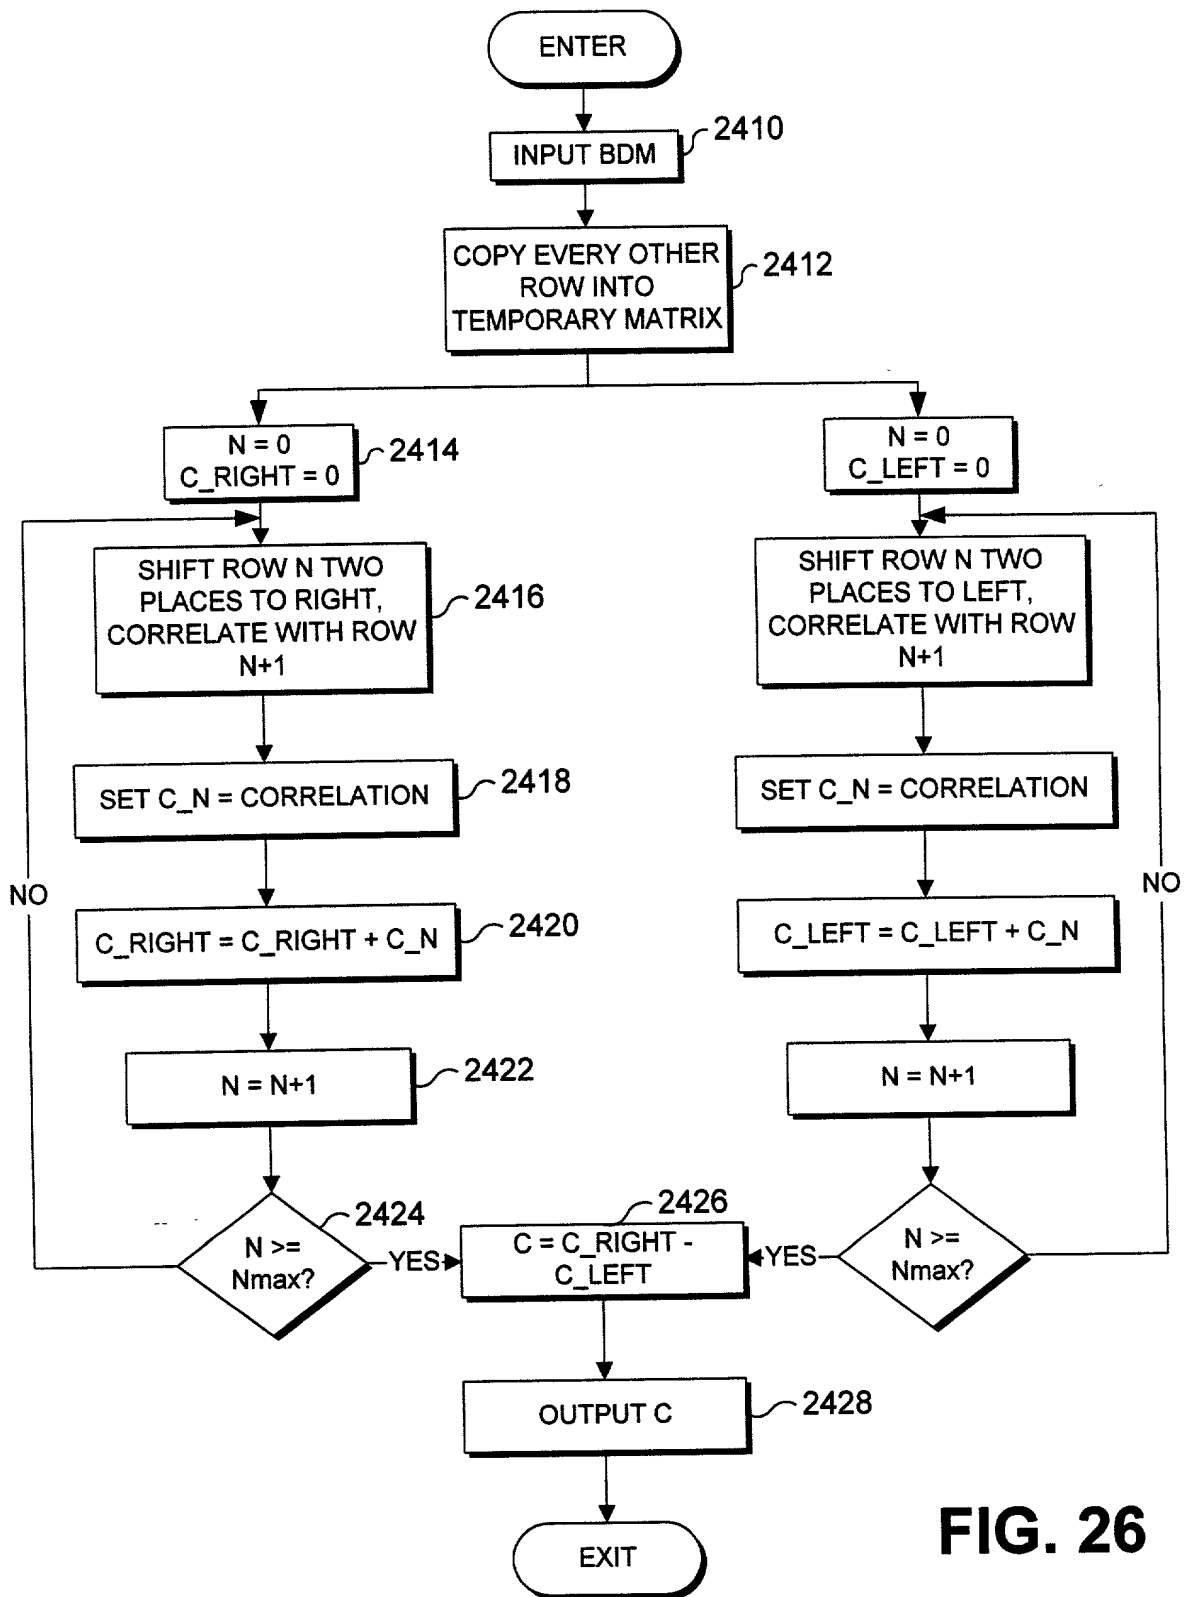 ENTER
INPUT BDM
2410
COPY EVERY OTHER
ROW INTO
TEMPORARY MATRIX
2412
N = 0
C_RIGHT = 0
2414
SHIFT ROW N TWO
PLACES TO RIGHT,
CORRELATE WITH ROW
N+1
2416
SET C_N = CORRELATION
2418
C_RIGHT = C_RIGHT + C_N
2420
N = N+1
2422
N >=
Nmax?
2424
NO
YES
N = 0
C_LEFT = 0
SHIFT ROW N TWO
PLACES TO LEFT,
CORRELATE WITH ROW
N+1
SET C_N = CORRELATION
C_LEFT = C_LEFT + C_N
N = N+1
N >=
Nmax?
NO
YES
2426
C = C_RIGHT -
C_LEFT
OUTPUT C
2428
EXIT
FIG. 26